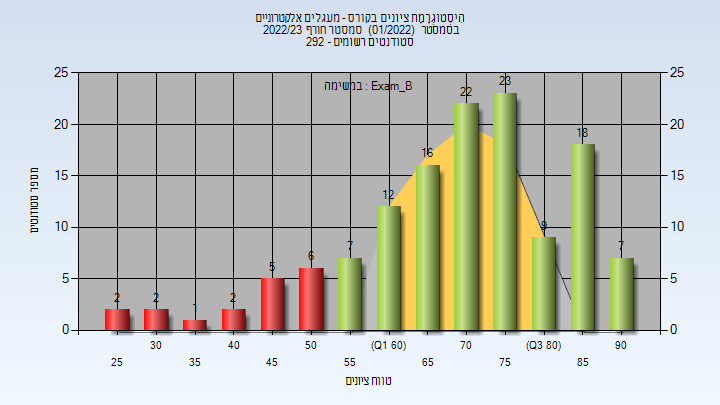 הִיסְטוֹגְרָמַת ציונים בקורס - מעגלים אלקטרוניים
בסמסטר (01/2022) סמסטר חורף 2022/23
סטודנטים רשומים - 292
במשימה : Exam_B
מספר סטודנטים
25 25
20 20
15 15
10 10
5 5
0 0
2 2 1 2 5 6 7 12 16 22 23 9 18 7
30 40 50 (Q1 60) 70 (Q3 80) 90
25 35 45 55 65 75 85
טווח ציונים